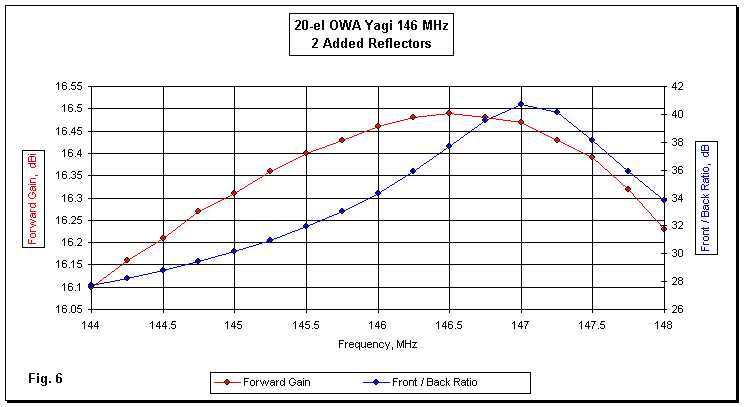 20-el OWA Yagi 146 MHz
2 Added Reflectors
16.55
16.5
16.45
16.4
16.35
16.3
16.25
16.2
16.15
16.1
16.05
Forward Gain, dBi
42
40
38
36
34
32
30
28
26
Front / Back Ratio, dB
144 144.5 145 145.5 146 146.5 147 147.5 148
Frequency, MHz
Fig. 6
Forward Gain Front / Back Ratio